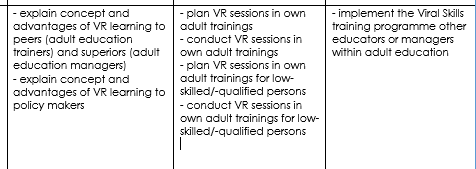 - explain concept and
advantages of VR learning to
peers (adult education
trainers) and superiors (adult
education managers)
- explain concept and
advantages of VR learning to
policy makers
- plan VR sessions in own
adult trainings
- conduct VR sessions in
own adult trainings
- plan VR sessions in own
adult trainings for low-
skilled/-qualified persons
- conduct VR sessions in
own adult trainings for low-
skilled/-qualified persons
- implement the Viral Skills
training programme other
educators or managers
within adult education